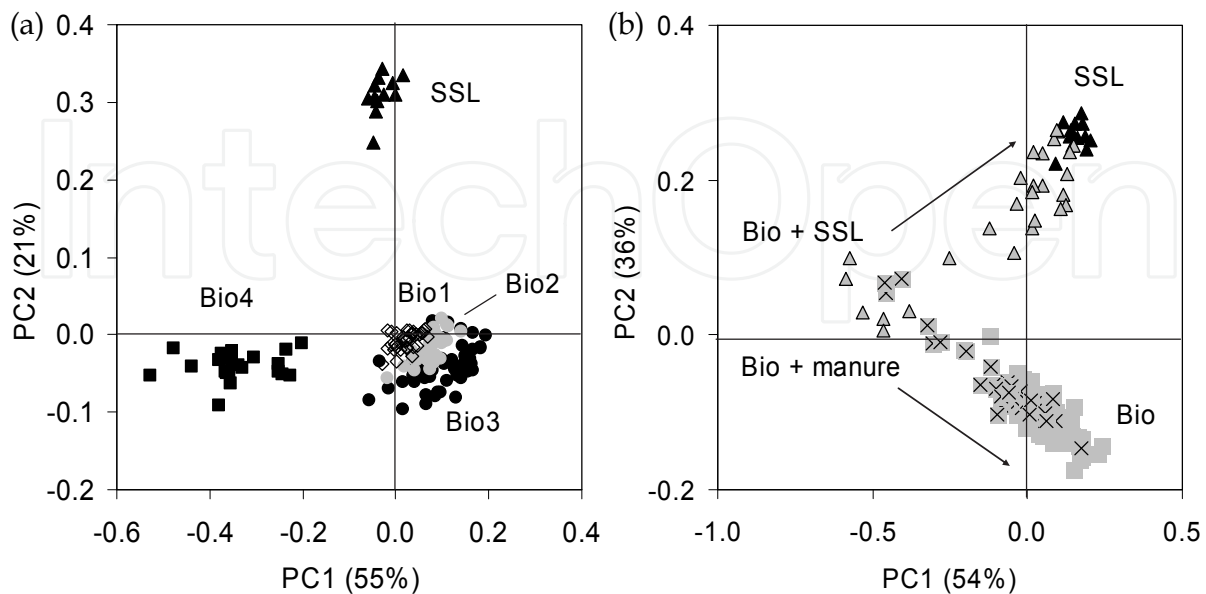 (a)
0.4
0.3
0.2
0.1
0.0
-0.1
-0.2
PC2 (21%)
SSL
Bio4
Bio1
Bio2
Bio3
-0.6
-0.4
-0.2
0.0
0.2
0.4
PC1 (55%)
(b)
0.4
0.2
0.0
-0.2
PC2 (36%)
SSL
Bio + SSL
Bio + manure
Bio
-1.0
-0.5
0.0
0.5
PC1 (54%)
IntechOpen